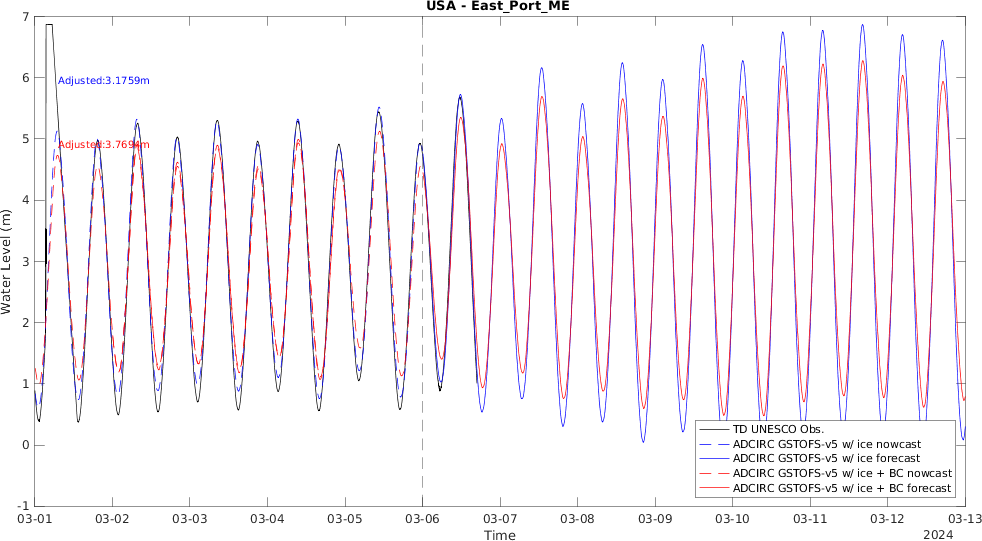 USA - East_Port_ME
7
6
5
4
3
2
1
0
-1
Water Level (m)
Adjusted:3.1759m
Adjusted:3.7694m
TD UNESCO Obs.
ADCIRC GSTOFS-v5 w/ ice nowcast
ADCIRC GSTOFS-v5 w/ ice forecast
ADCIRC GSTOFS-v5 w/ ice + BC nowcast
ADCIRC GSTOFS-v5 w/ ice + BC forecast
03-01 03-02 03-03 03-04 03-05 03-06 03-07 03-08 03-09 03-10 03-11 03-12 03-13
Time
2024